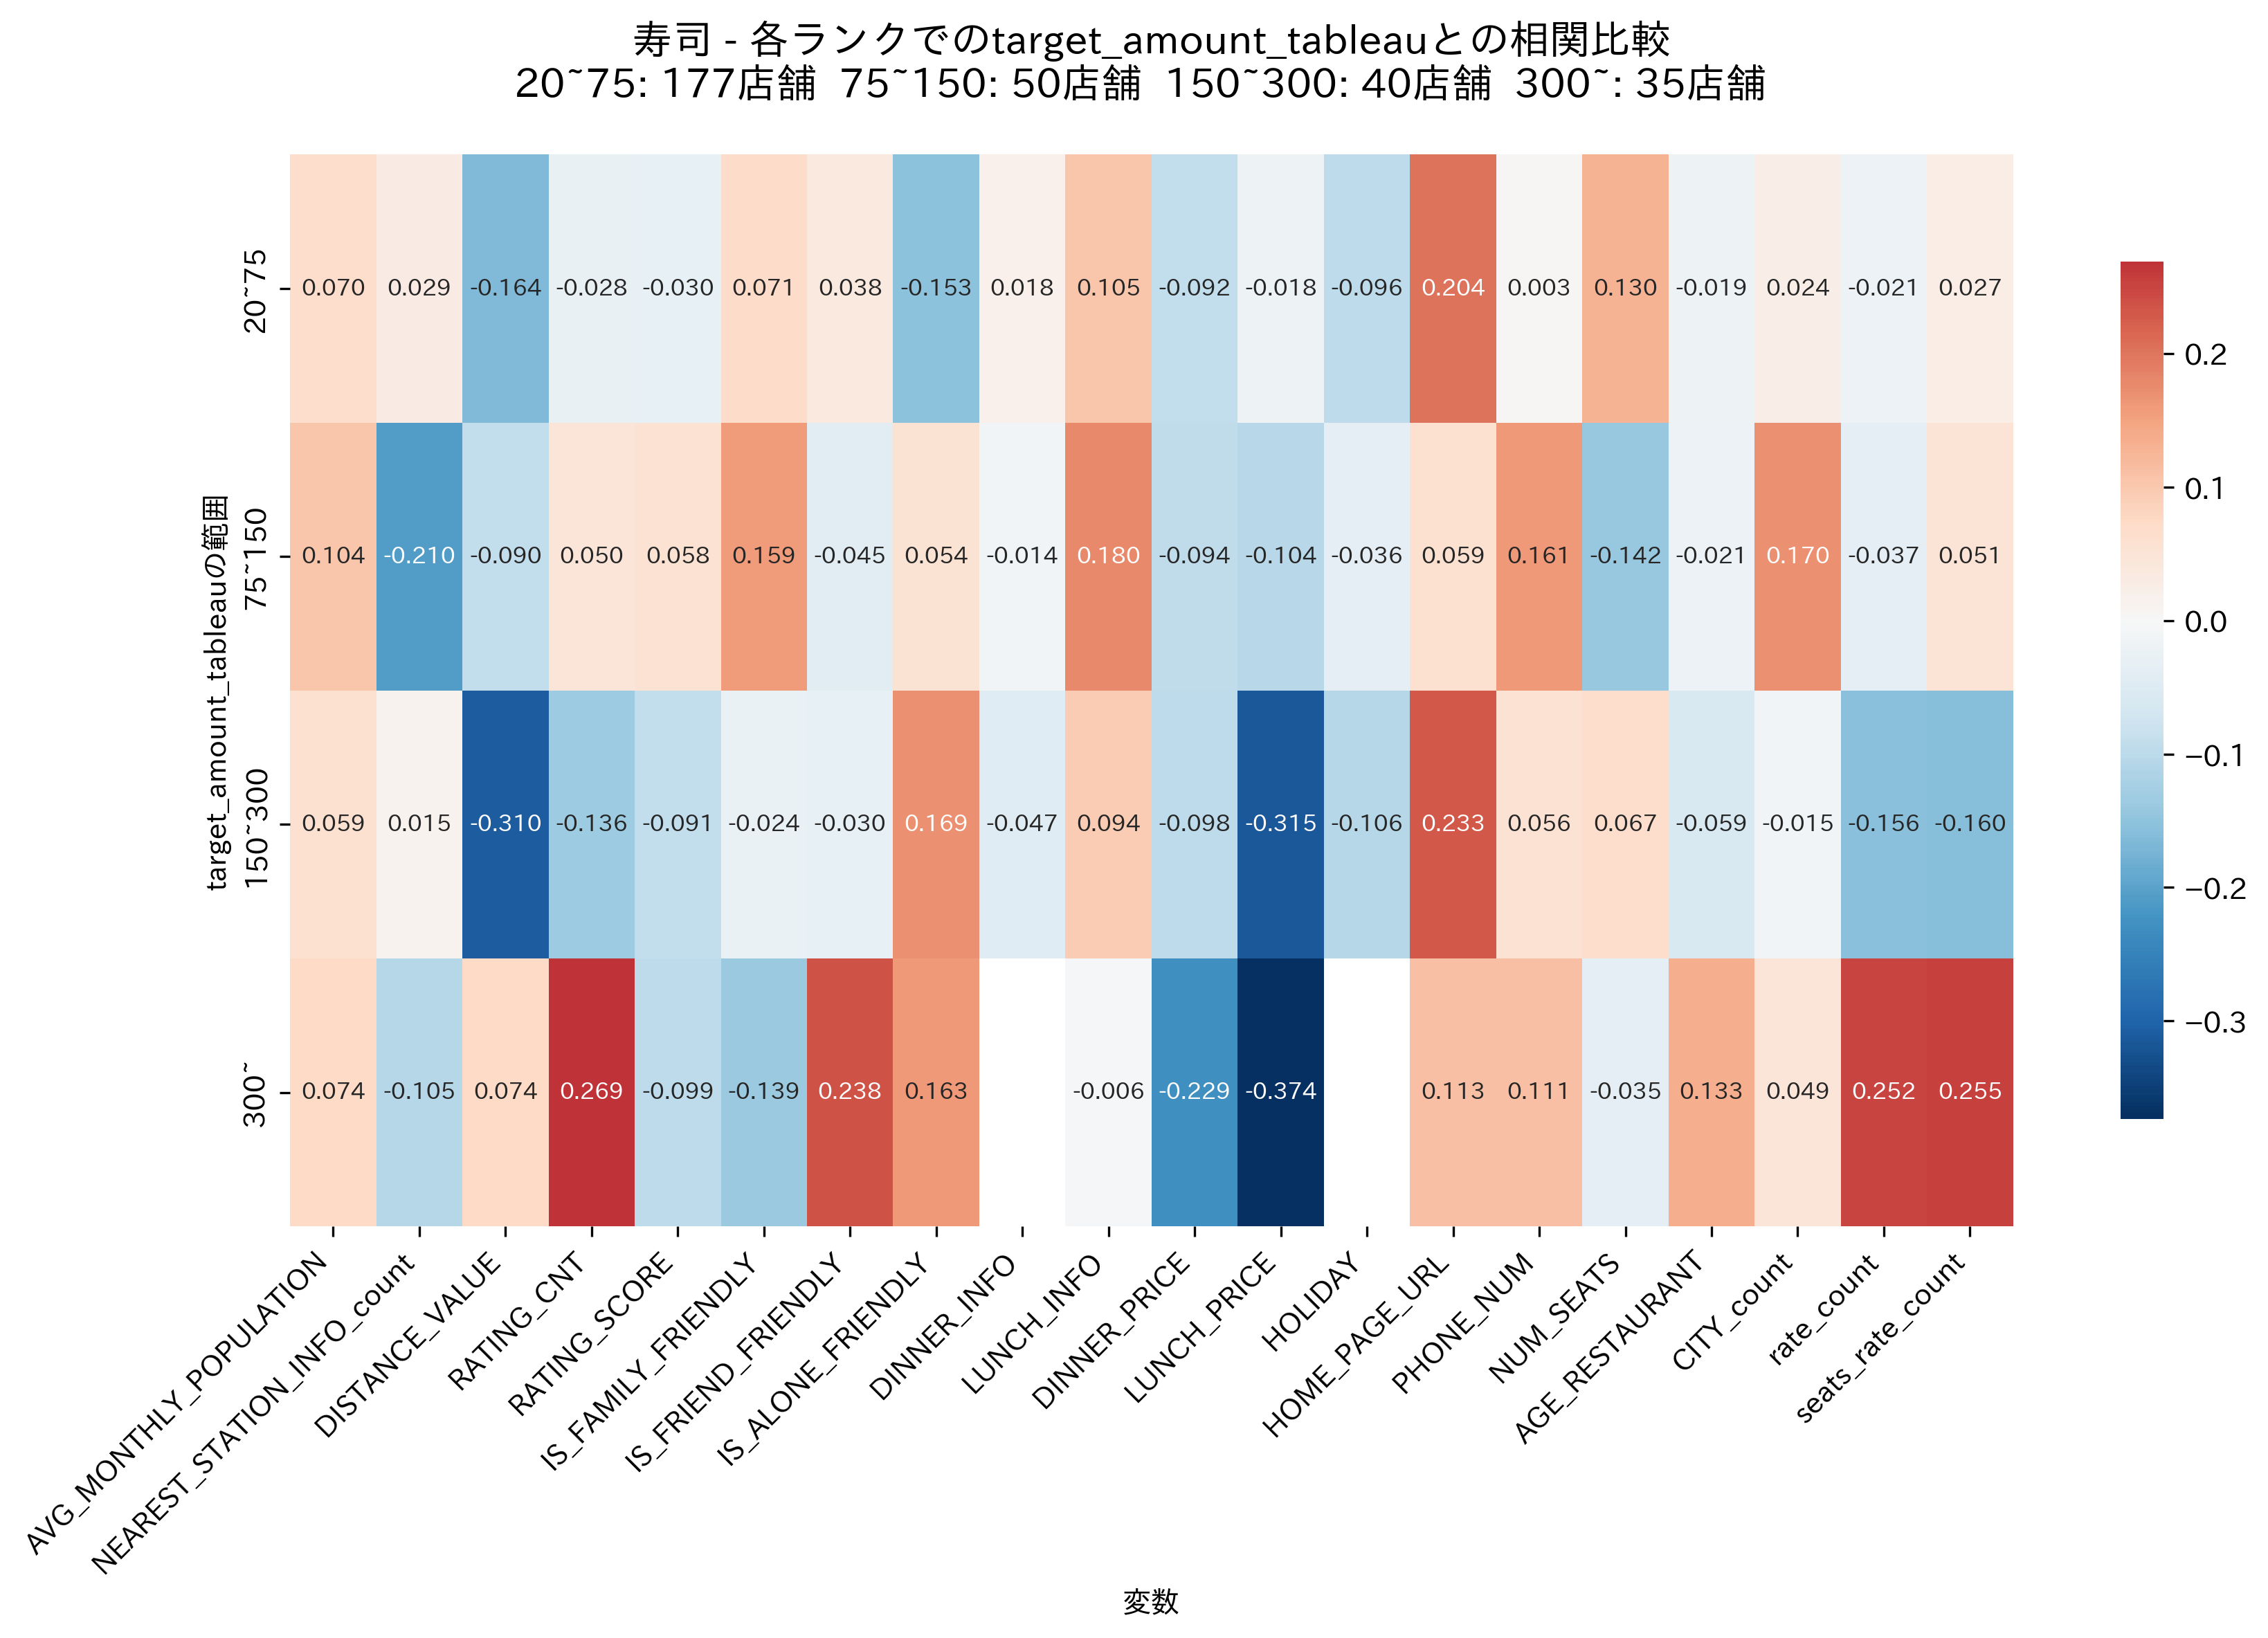 寿司 - 各ランクでのtarget_amount_tableauとの相関比較
20~75: 177店舗  75~150: 50店舗  150~300: 40店舗  300~: 35店舗
target_amount_tableauの範囲
20~75
0.070 0.029 -0.164 -0.028 -0.030 0.071 0.038 -0.153 0.018 0.105 -0.092 -0.018 -0.096 0.204 0.003 0.130 -0.019 0.024 -0.021 0.027
75~150
0.104 -0.210 -0.090 0.050 0.058 0.159 -0.045 0.054 -0.014 0.180 -0.094 -0.104 -0.036 0.059 0.161 -0.142 -0.021 0.170 -0.037 0.051
150~300
0.059 0.015 -0.310 -0.136 -0.091 -0.024 -0.030 0.169 -0.047 0.094 -0.098 -0.315 -0.106 0.233 0.056 0.067 -0.059 -0.015 -0.156 -0.160
300~
0.074 -0.105 0.074 0.269 -0.099 -0.139 0.238 0.163 -0.006 -0.229 -0.374 0.113 0.111 -0.035 0.133 0.049 0.252 0.255
AVG_MONTHLY_POPULATION
NEAREST_STATION_INFO_count
DISTANCE_VALUE
RATING_CNT
RATING_SCORE
IS_FAMILY_FRIENDLY
IS_FRIEND_FRIENDLY
IS_ALONE_FRIENDLY
DINNER_INFO
LUNCH_INFO
DINNER_PRICE
LUNCH_PRICE
HOLIDAY
HOME_PAGE_URL
PHONE_NUM
NUM_SEATS
AGE_RESTAURANT
CITY_count
rate_count
seats_rate_count
変数
0.2
0.1
0.0
−0.1
−0.2
−0.3